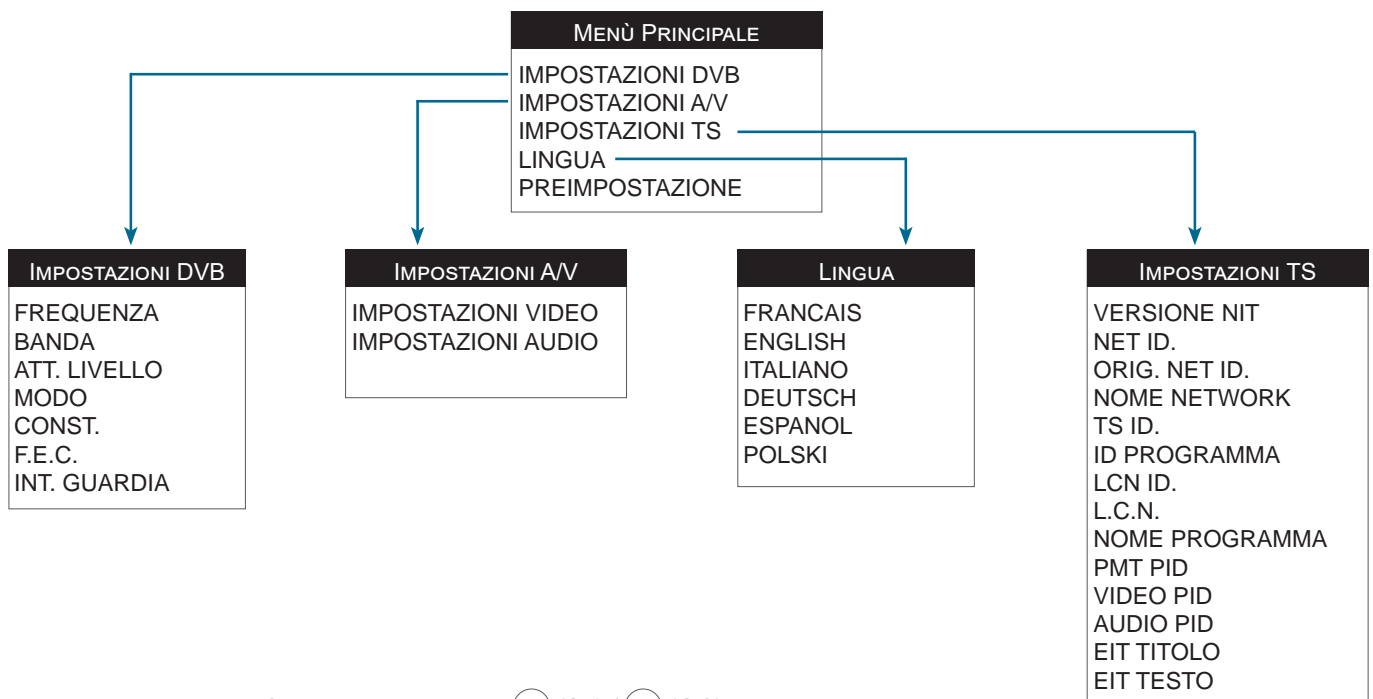 Menù Principale
IMPOSTAZIONI DVB
IMPOSTAZIONI A/V
IMPOSTAZIONI TS
LINGUA
PREIMPOSTAZIONE
Impostazioni DVB
FREQUENZA
BANDA
ATT. LIVELLO
MODO
CONST.
F.E.C.
INT. GUARDIA
Impostazioni A/V
IMPOSTAZIONI VIDEO
IMPOSTAZIONI AUDIO
Lingua
FRANCAIS
ENGLISH
ITALIANO
DEUTSCH
ESPANOL
POLSKI
Impostazioni TS
VERSIONE NIT
NET ID.
ORIG. NET ID.
NOME NETWORK
TS ID.
ID PROGRAMMA
LCN ID.
L.C.N.
NOME PROGRAMMA
PMT PID
VIDEO PID
AUDIO PID
EIT TITOLO
EIT TESTO